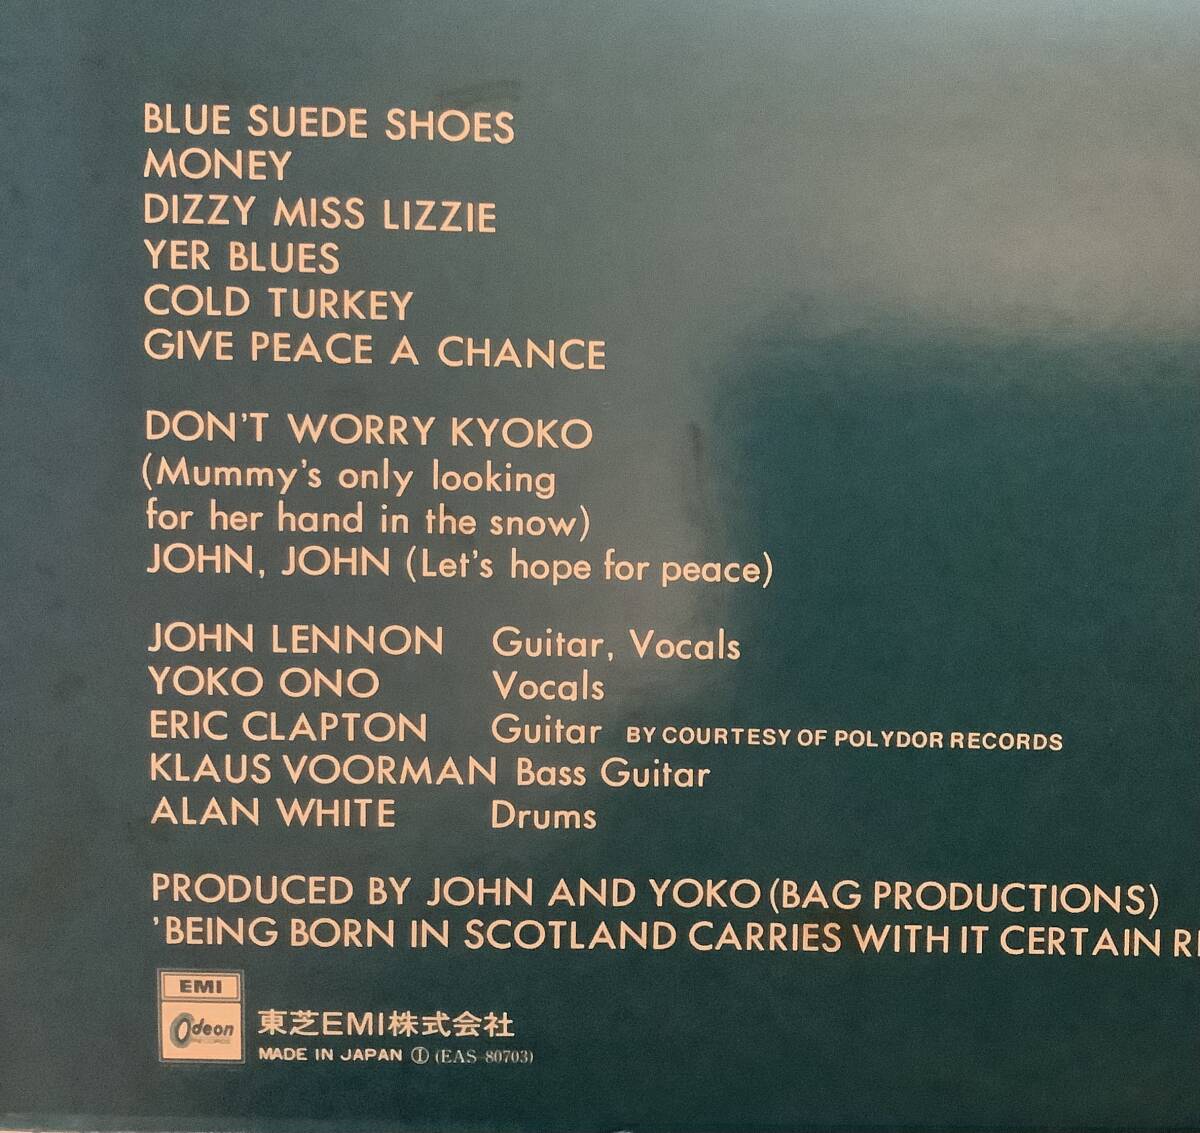 BLUE SUEDE SHOES
MONEY
DIZZY MISS LIZZIE
YER BLUES
COLD TURKEY
GIVE PEACE A CHANCE
DON'T WORRY KYOKO
(Mummy's only looking
for her hand in the snow)
JOHN, JOHN (Let's hope for peace)
JOHN LENNON Guitar, Vocals
YOKO ONO Vocals
ERIC CLAPTON Guitar BY COURTESY OF POLYDOR RECORDS
KLAUS VOORMAN Bass Guitar
ALAN WHITE Drums
PRODUCED BY JOHN AND YOKO (BAG PRODUCTIONS)
'BEING BORN IN SCOTLAND CARRIES WITH IT CERTAIN
EMI
Odeon
東芝EMI株式会社
MADE IN JAPAN Ⓘ (EAS-80703)